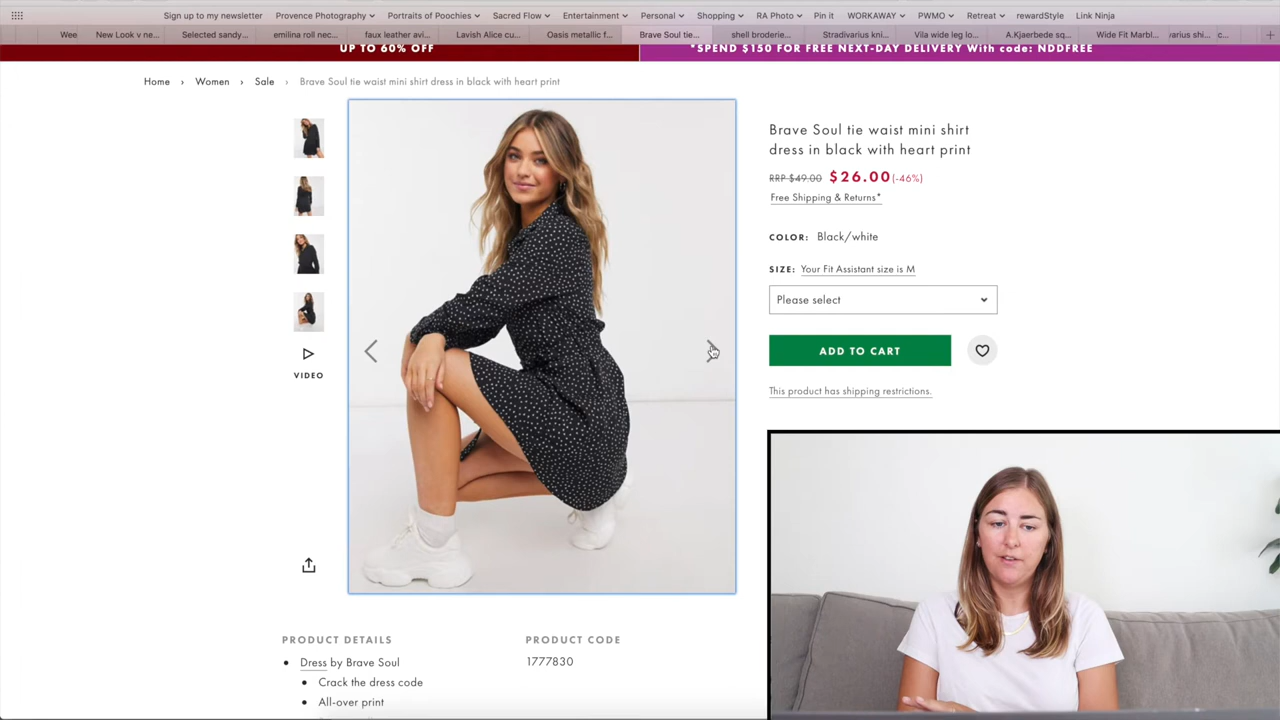 Sign up to my newsletter Provence Photography Portraits of Poochies Sacred Flow Entertainment Personal Shopping RA Photo Pin it WORKAWAY PWMO Retreat rewardStyle Link Ninja
Wee New Look v ne... Selected sandy... emilina roll nec... faux leather avi... Lavish Alice cu... Oasis metallic f... Brave Soul tie... shell broderie... Stradivarius knit... Vila wide leg lo... A.Kjaerbede sq... Wide Fit Marbl... varius shi... c...
UP TO 60% OFF
*SPEND $150 FOR FREE NEXT-DAY DELIVERY With code: NDDFREE
Home › Women › Sale › Brave Soul tie waist mini shirt dress in black with heart print
Brave Soul tie waist mini shirt
dress in black with heart print
RRP $49.00 $26.00 (-46%)
Free Shipping & Returns*
COLOR: Black/white
SIZE: Your Fit Assistant size is M
Please select
ADD TO CART
This product has shipping restrictions.
VIDEO
PRODUCT DETAILS
Dress by Brave Soul
Crack the dress code
All-over print
PRODUCT CODE
1777830